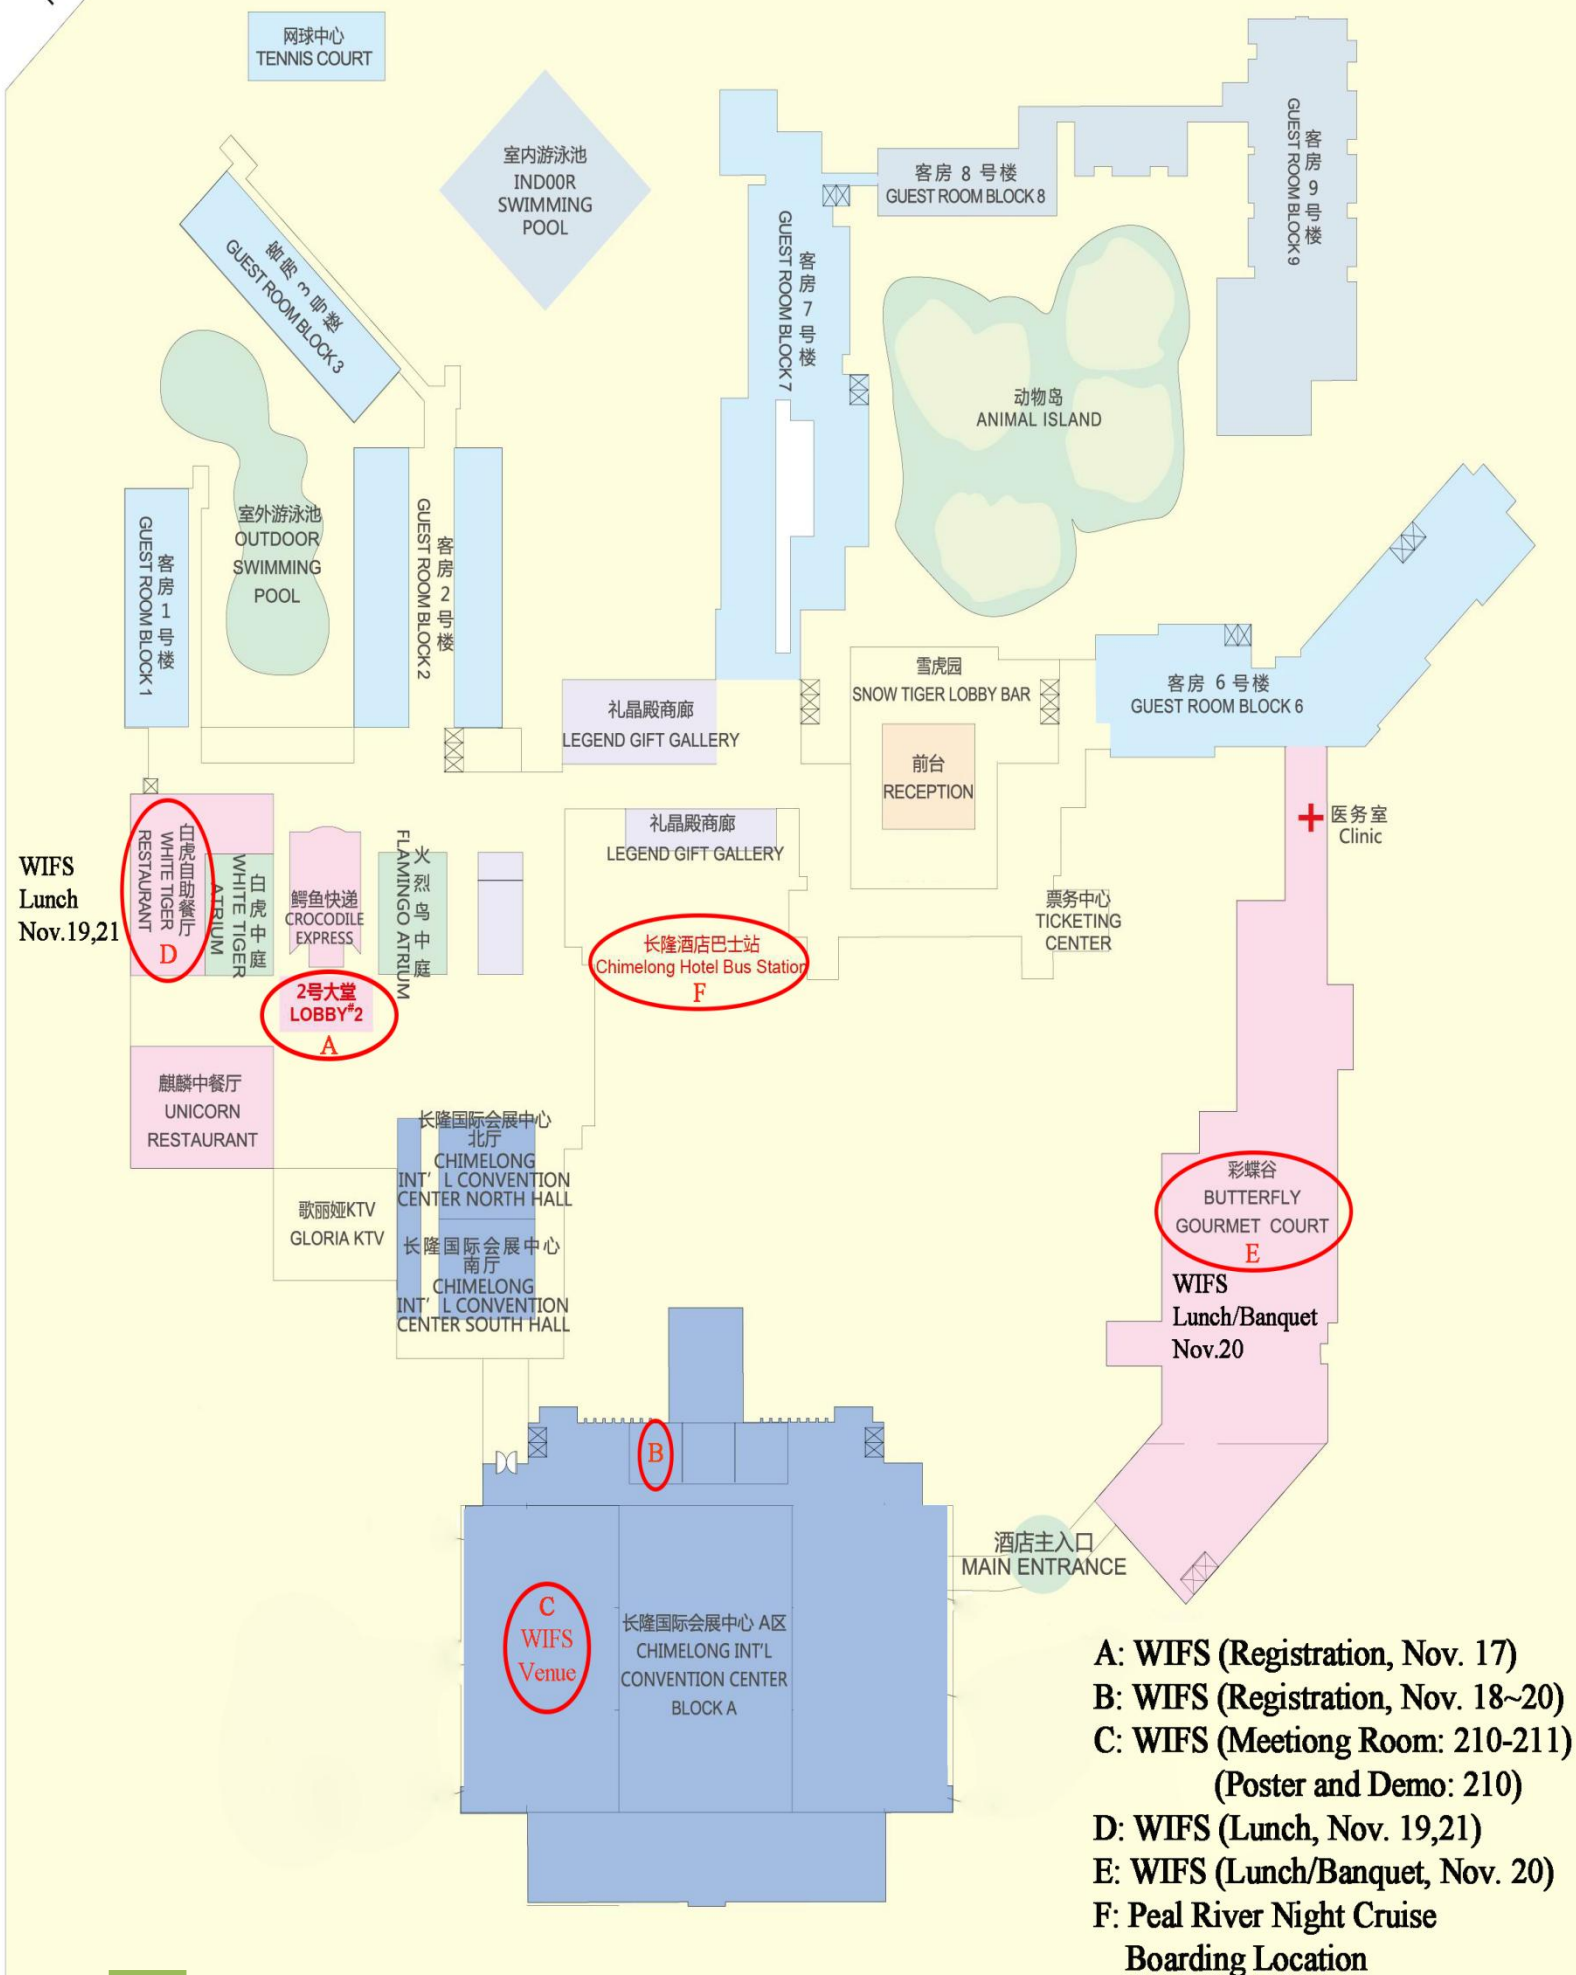 网球中心
TENNIS COURT
室内游泳池
IND00R
SWIMMING
POOL
客房 8 号楼
GUEST ROOM BLOCK 8
客房 9 号楼
GUEST ROOM BLOCK 9
客房 3 号楼
GUEST ROOM BLOCK 3
客房 7 号楼
GUEST ROOM BLOCK 7
动物岛
ANIMAL ISLAND
室外游泳池
OUTDOOR
SWIMMING
POOL
客房 1 号楼
GUEST ROOM BLOCK 1
客房 2 号楼
GUEST ROOM BLOCK 2
雪虎园
SNOW TIGER LOBBY BAR
客房 6 号楼
GUEST ROOM BLOCK 6
礼晶殿商廊
LEGEND GIFT GALLERY
前台
RECEPTION
医务室
Clinic
礼晶殿商廊
LEGEND GIFT GALLERY
WIFS
Lunch
Nov.19,21
白虎自助餐厅
WHITE TIGER
RESTAURANT
D
白虎中庭
WHITE TIGER
ATRIUM
鳄鱼快递
CROCODILE
EXPRESS
火烈鸟中庭
FLAMINGO ATRIUM
票务中心
TICKETING
CENTER
长隆酒店巴士站
Chimelong Hotel Bus Station
F
2号大堂
LOBBY#2
A
麒麟中餐厅
UNICORN
RESTAURANT
长隆国际会展中心
北厅
CHIMELONG
INT' L CONVENTION
CENTER NORTH HALL
歌丽娅KTV
GLORIA KTV
长隆国际会展中心
南厅
CHIMELONG
INT' L CONVENTION
CENTER SOUTH HALL
彩蝶谷
BUTTERFLY
GOURMET COURT
E
WIFS
Lunch/Banquet
Nov.20
B
酒店主入口
MAIN ENTRANCE
C
WIFS
Venue
长隆国际会展中心 A区
CHIMELONG INT'L
CONVENTION CENTER
BLOCK A
A: WIFS (Registration, Nov. 17)
B: WIFS (Registration, Nov. 18~20)
C: WIFS (Meetiong Room: 210-211)
(Poster and Demo: 210)
D: WIFS (Lunch, Nov. 19,21)
E: WIFS (Lunch/Banquet, Nov. 20)
F: Peal River Night Cruise
Boarding Location